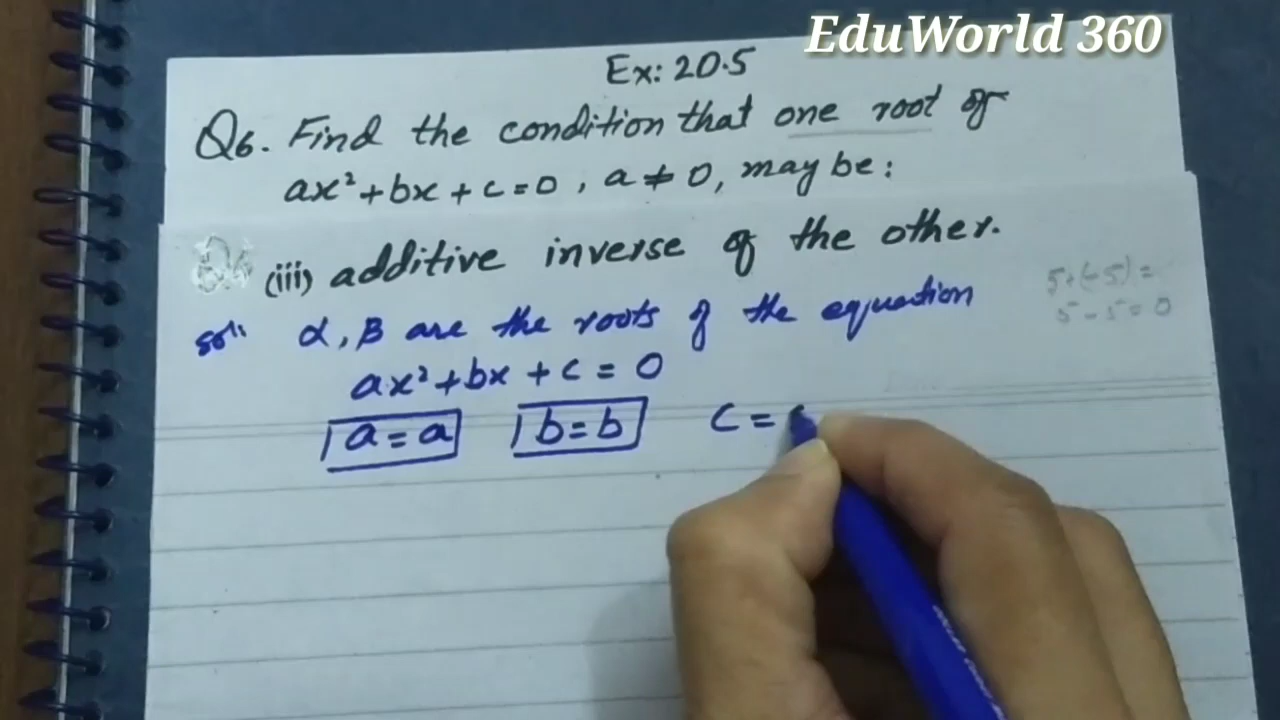 EduWorld 360
Ex: 20.5
Q6. Find the condition that one root of
ax²+bx+c=0, a≠0, may be:
(iii) additive inverse of the other.
5+(-5)=
5-5=0
solⁿ: α, β are the roots of the equation
ax²+bx+c=0
a=a b=b c=